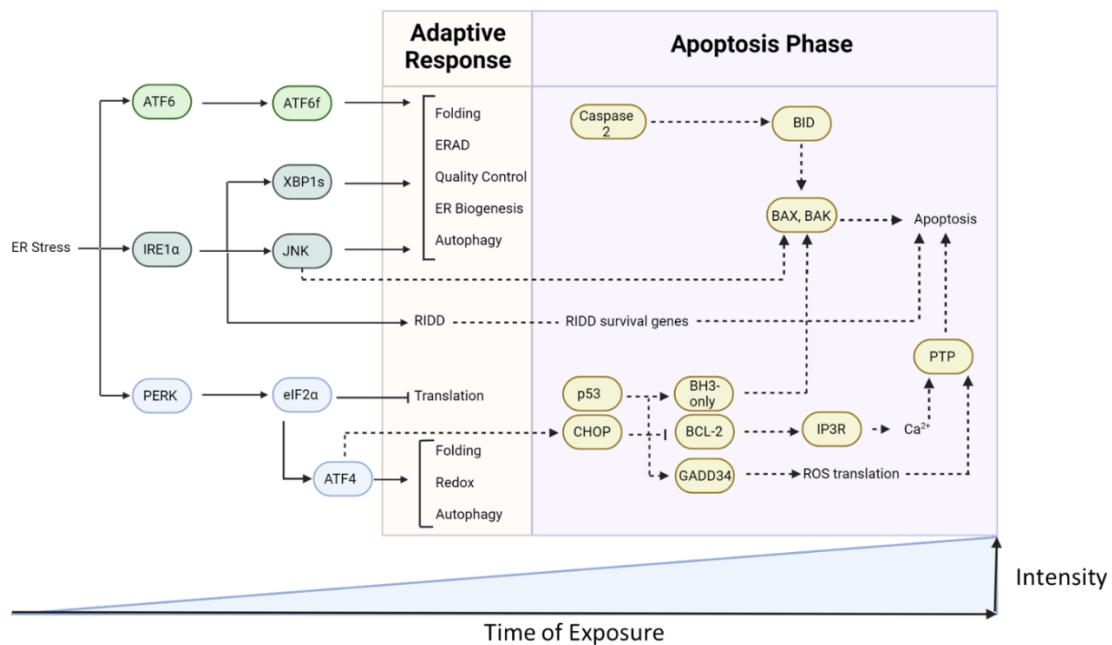 Adaptive
Response
Apoptosis Phase
ATF6
ATF6f
Folding
ERAD
Quality Control
ER Biogenesis
Autophagy
Caspase
2
BID
XBP1s
BAX, BAK
Apoptosis
ER Stress
IRE1α
JNK
RIDD
RIDD survival genes
PTP
PERK
eIF2α
Translation
p53
BH3-
only
CHOP
BCL-2
IP3R
Ca²⁺
ATF4
Folding
Redox
Autophagy
GADD34
ROS translation
Intensity
Time of Exposure